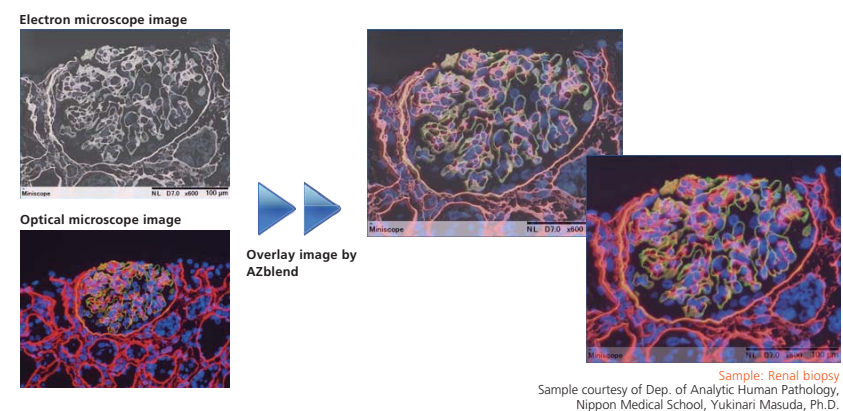 Electron microscope image
Miniscope NL D7.0 x600 100 μm
Optical microscope image
Overlay image by
AZblend
Miniscope NL D7.0 x600
Miniscope NL D7.0 x600 100 μm
Sample: Renal biopsy
Sample courtesy of Dep. of Analytic Human Pathology,
Nippon Medical School, Yukinari Masuda, Ph.D.